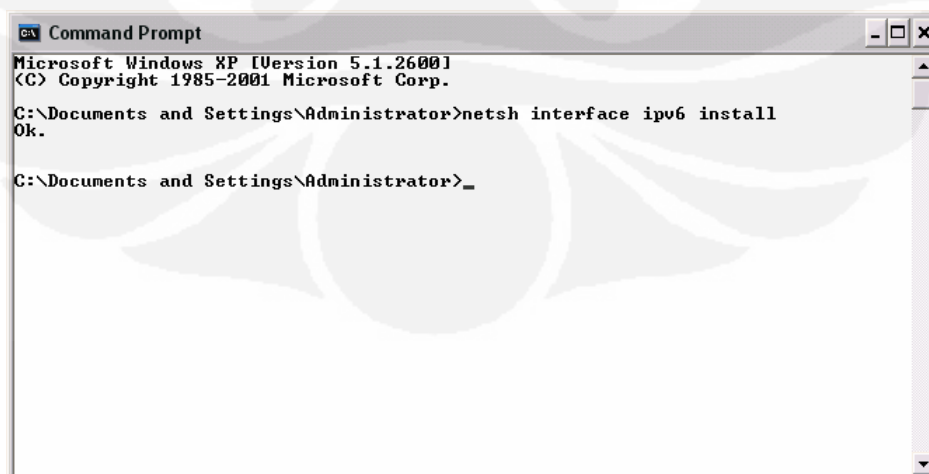 Command Prompt
Microsoft Windows XP [Version 5.1.2600]
(C) Copyright 1985-2001 Microsoft Corp.
C:\Documents and Settings\Administrator>netsh interface ipv6 install
Ok.
C:\Documents and Settings\Administrator>_